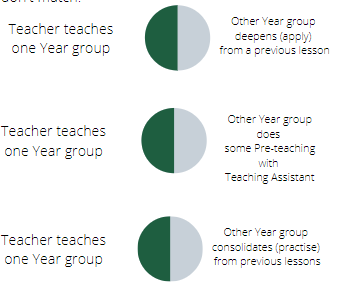 don't match.
Teacher teaches
one Year group
Other Year group
deepens (apply)
from a previous lesson
Teacher teaches
one Year group
Other Year group
does
some Pre-teaching
with
Teaching Assistant
Teacher teaches
one Year group
Other Year group
consolidates (practise)
from previous lessons